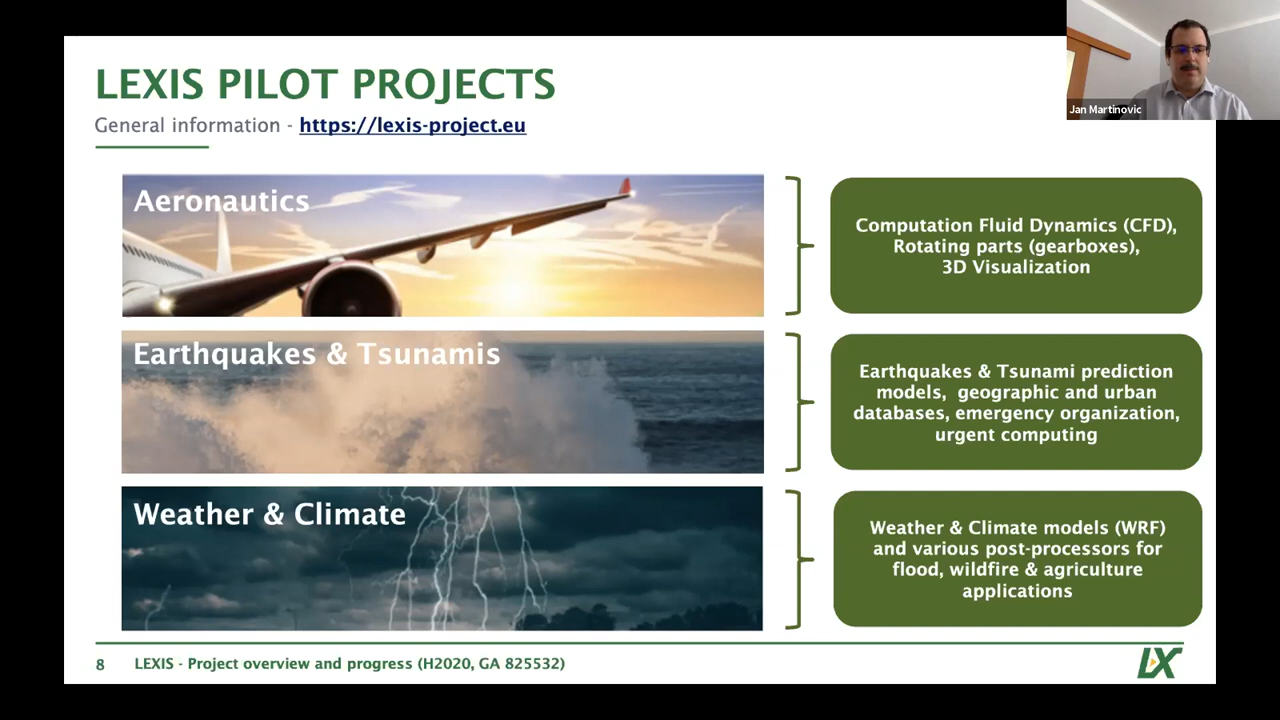 LEXIS PILOT PROJECTS
General information - https://lexis-project.eu
Jan Martinovic
Aeronautics
Computation Fluid Dynamics (CFD),
Rotating parts (gearboxes),
3D Visualization
Earthquakes & Tsunamis
Earthquakes & Tsunami prediction
models, geographic and urban
databases, emergency organization,
urgent computing
Weather & Climate
Weather & Climate models (WRF)
and various post-processors for
flood, wildfire & agriculture
applications
8 LEXIS - Project overview and progress (H2020, GA 825532)
LX